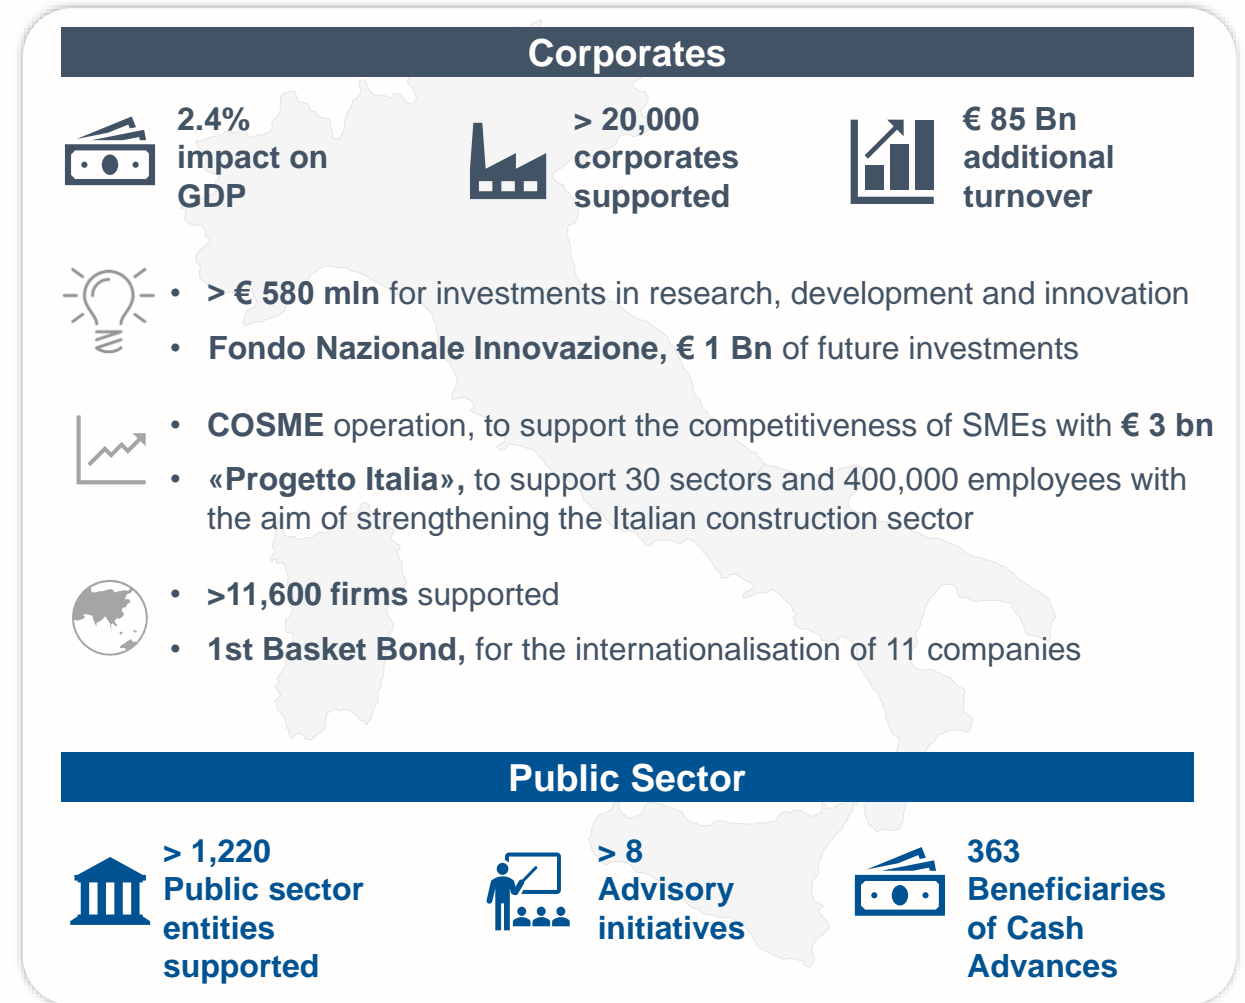 Corporates
2.4%
impact on
GDP
> 20,000
corporates
supported
€ 85 Bn
additional
turnover
• > € 580 mln for investments in research, development and innovation
• Fondo Nazionale Innovazione, € 1 Bn of future investments
• COSME operation, to support the competitiveness of SMEs with € 3 bn
• «Progetto Italia», to support 30 sectors and 400,000 employees with
the aim of strengthening the Italian construction sector
• >11,600 firms supported
• 1st Basket Bond, for the internationalisation of 11 companies
Public Sector
> 1,220
Public sector
entities
supported
> 8
Advisory
initiatives
363
Beneficiaries
of Cash
Advances